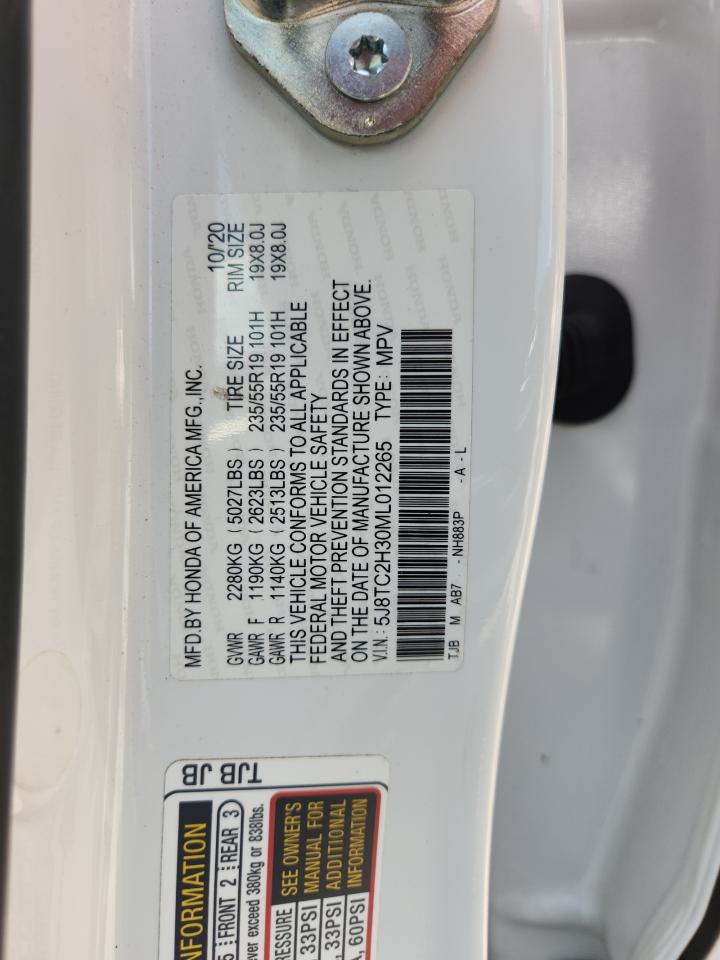 MFD.BY HONDA OF AMERICA MFG.,INC. 10/'20
GVWR 2280KG (5027LBS) TIRE SIZE RIM SIZE
GAWR F 1190KG (2623LBS) 235/55R19 101H 19X8.0J
GAWR R 1140KG (2513LBS) 235/55R19 101H 19X8.0J
THIS VEHICLE CONFORMS TO ALL APPLICABLE
FEDERAL MOTOR VEHICLE SAFETY
AND THEFT PREVENTION STANDARDS IN EFFECT
ON THE DATE OF MANUFACTURE SHOWN ABOVE.
V.I.N.: 5J8TC2H30ML012265 TYPE: MPV
TJB M AB7 -NH883P -A-L
TJB JB
NFORMATION
5 FRONT 2 REAR 3
ever exceed 380kg or 838lbs.
RESSURE
33PSI
33PSI
60PSI
SEE OWNER'S
MANUAL FOR
ADDITIONAL
INFORMATION